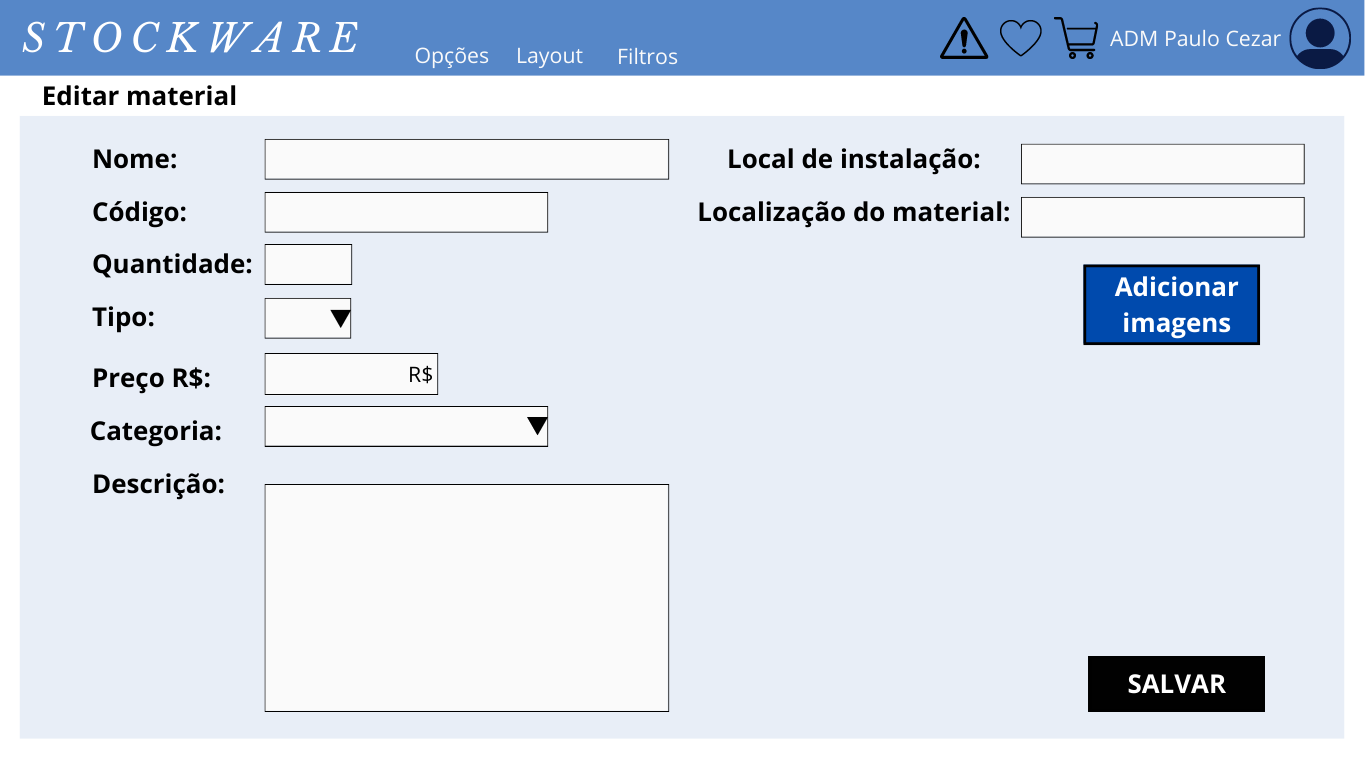 STOCKWARE
Opções Layout Filtros
ADM Paulo Cezar
Editar material
Nome:
Código:
Quantidade:
Tipo:
Preço R$:
R$
Categoria:
Descrição:
Local de instalação:
Localização do material:
Adicionar
imagens
SALVAR